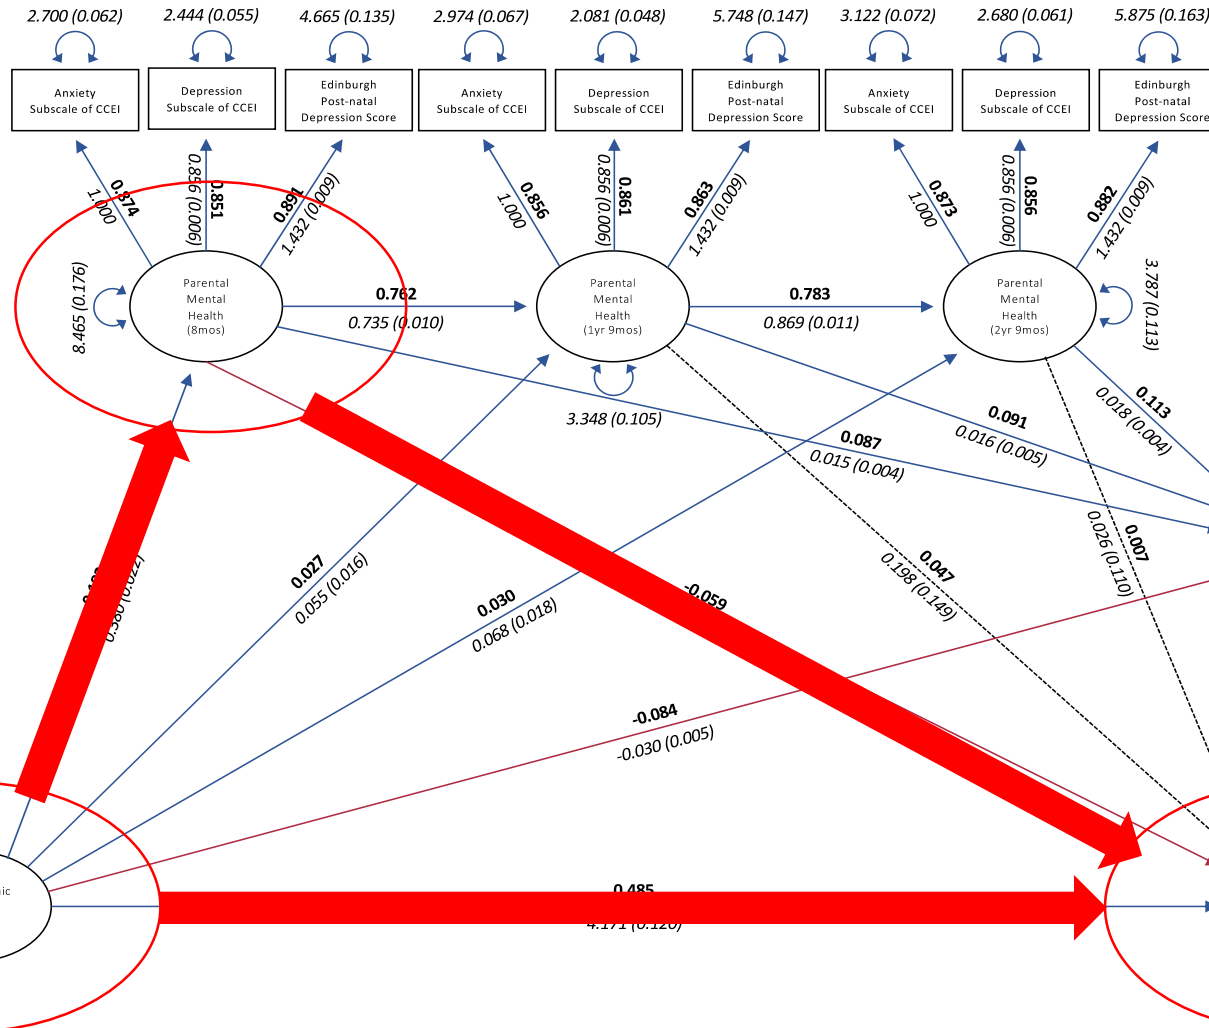 2.700 (0.062)
2.444 (0.055)
4.665 (0.135)
2.974 (0.067)
2.081 (0.048)
5.748 (0.147)
3.122 (0.072)
2.680 (0.061)
5.875 (0.163)
Anxiety
Subscale of CCEI
Depression
Subscale of CCEI
Edinburgh
Post-natal
Depression Score
Anxiety
Subscale of CCEI
Depression
Subscale of CCEI
Edinburgh
Post-natal
Depression Score
Anxiety
Subscale of CCEI
Depression
Subscale of CCEI
Edinburgh
Post-natal
Depression Score
0.874
1.000
0.851
0.856 (0.006)
0.891
1.432 (0.009)
0.856
1.000
0.861
0.856 (0.006)
0.863
1.432 (0.009)
0.873
1.000
0.856
0.856 (0.006)
0.882
1.432 (0.009)
8.465 (0.176)
Parental
Mental
Health
(8mos)
0.762
0.735 (0.010)
Parental
Mental
Health
(1yr 9mos)
0.783
0.869 (0.011)
Parental
Mental
Health
(2yr 9mos)
3.787 (0.113)
3.348 (0.105)
0.087
0.015 (0.004)
0.091
0.016 (0.005)
0.113
0.018 (0.004)
0.027
0.055 (0.016)
0.030
0.068 (0.018)
-0.059
0.047
0.198 (0.149)
0.007
0.026 (0.110)
-0.084
-0.030 (0.005)
0.485
4.171 (0.120)